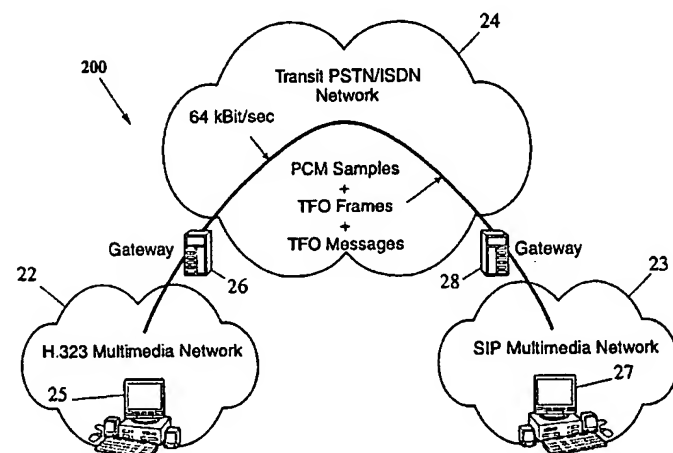 24
200
Transit PSTN/ISDN
Network
64 kBit/sec
PCM Samples
+
TFO Frames
+
TFO Messages
Gateway
26
28
Gateway
22
23
H.323 Multimedia Network
25
SIP Multimedia Network
27